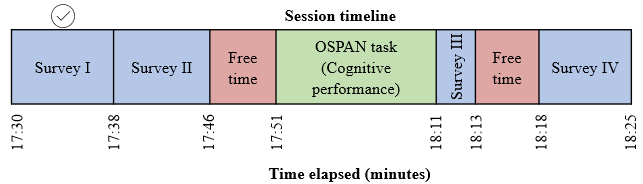 Session timeline
Survey I
Survey II
Free
time
OSPAN task
(Cognitive
performance)
Survey III
Free
time
Survey IV
17:30
17:38
17:46
17:51
18:11
18:13
18:18
18:25
Time elapsed (minutes)